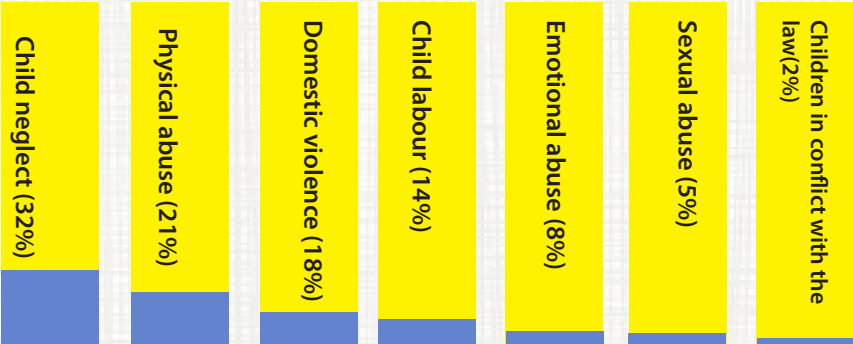 Child neglect (32%)
Physical abuse (21%)
Domestic violence (18%)
Child labour (14%)
Emotional abuse (8%)
Sexual abuse (5%)
Children in conflict with the
law(2%)